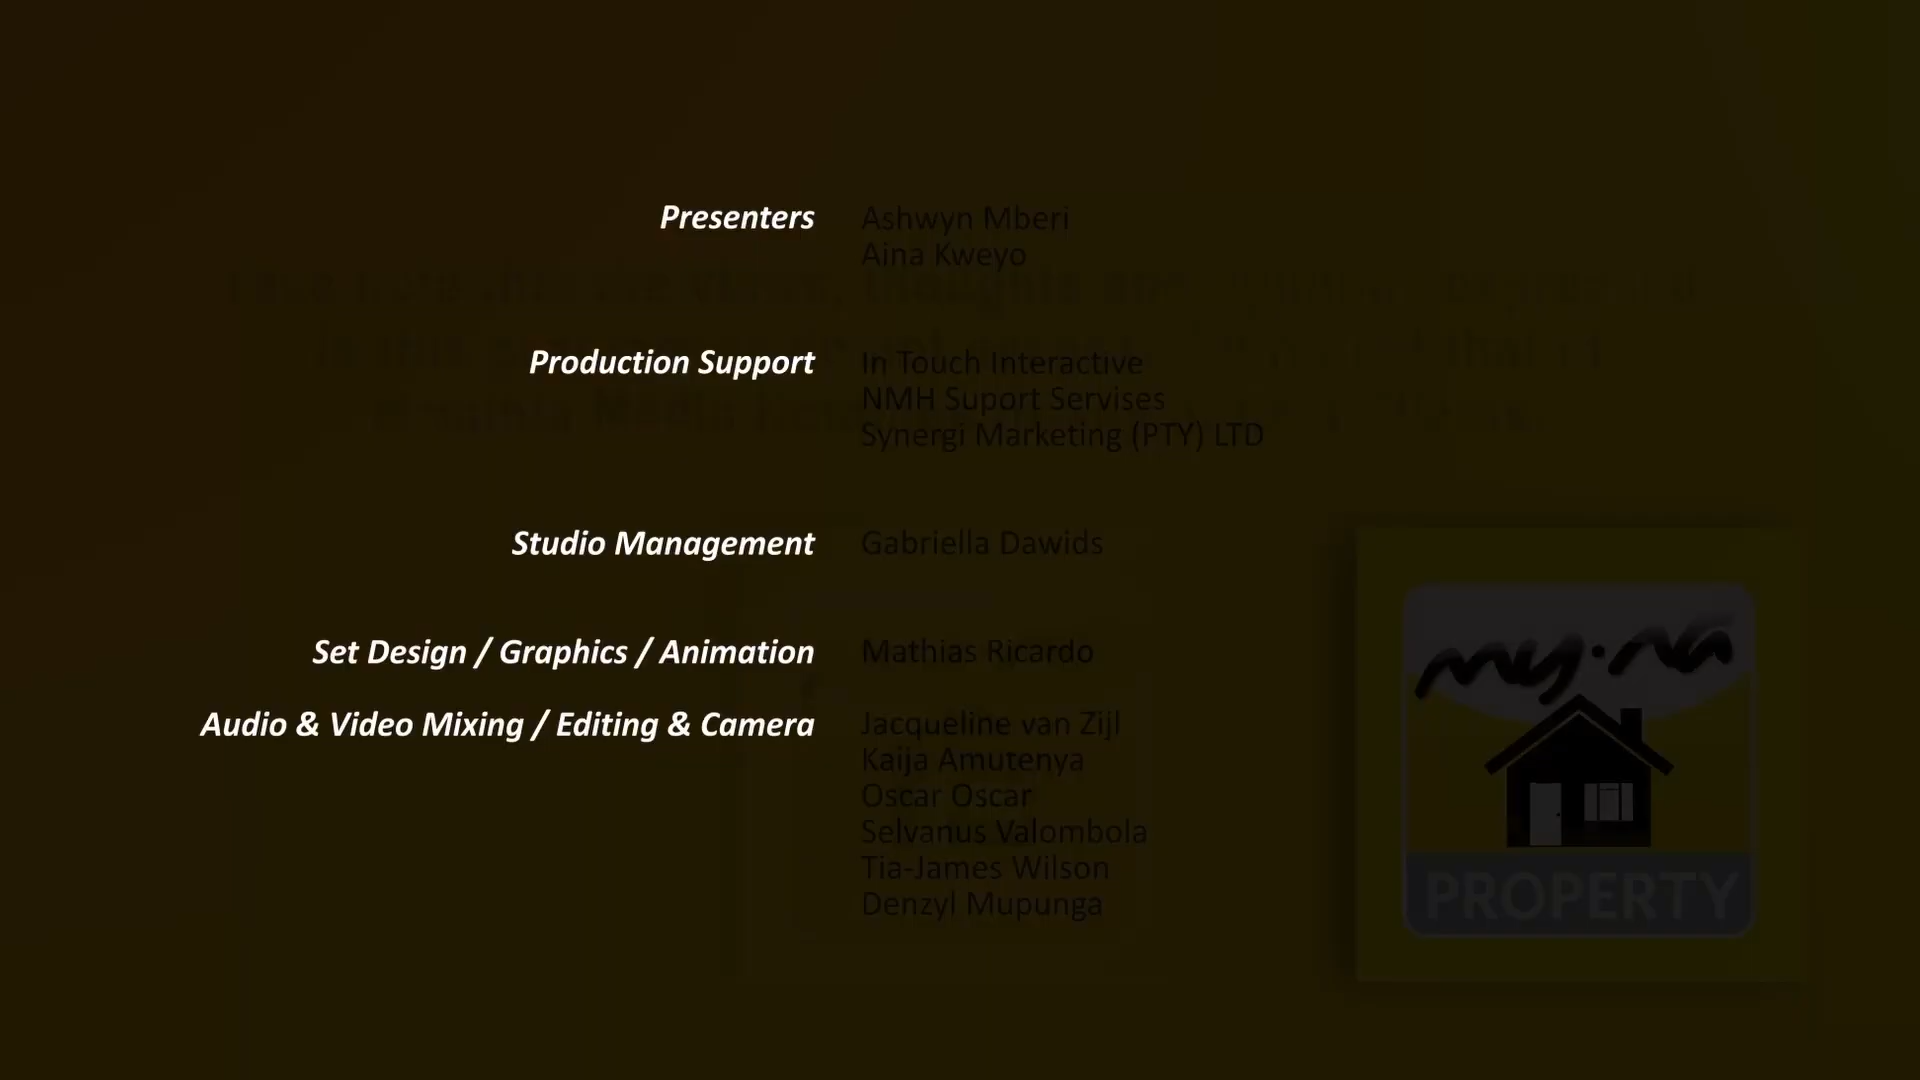 Presenters Ashwyn Mberi
Aina Kweyo
Production Support In Touch Interactive
NMH Suport Servises
Synergi Marketing (PTY) LTD
Studio Management Gabriella Dawids
Set Design / Graphics / Animation Mathias Ricardo
Audio & Video Mixing / Editing & Camera Jacqueline van Zijl
Kaija Amutenya
Oscar Oscar
Selvanus Valombola
Tia-James Wilson
Denzyl Mupunga
my.na
PROPERTY